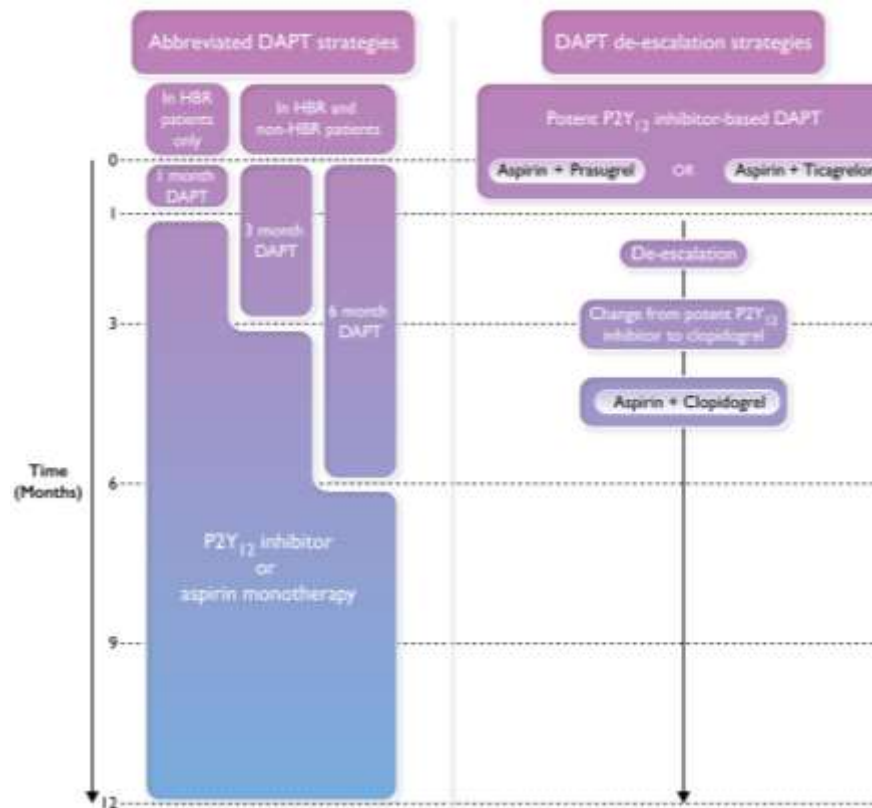 Abbreviated DAPT strategies
DAPT de-escalation strategies
In HBR
patients
only
In HBR and
non-HBR patients
Potent P2Y12 inhibitor-based DAPT
Aspirin + Prasugrel OR Aspirin + Ticagrelor
0
1 month
DAPT
1
3 month
DAPT
De-escalation
6 month
DAPT
3
Change from potent P2Y12
inhibitor to clopidogrel
Aspirin + Clopidogrel
Time
(Months)
6
P2Y12 inhibitor
or
aspirin monotherapy
9
12